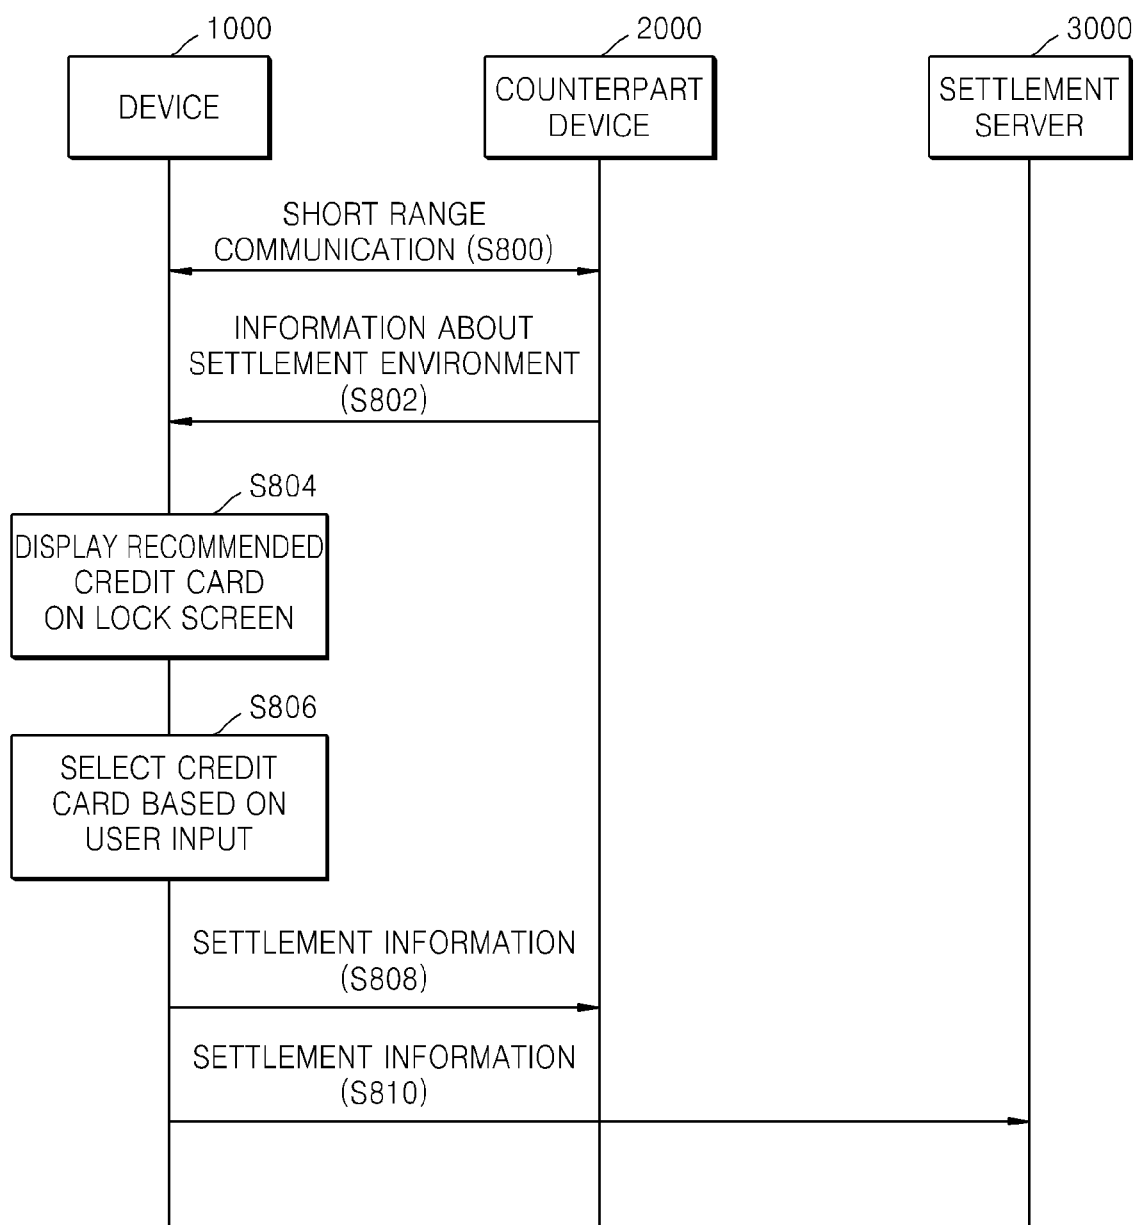 1000
2000
3000
DEVICE
COUNTERPART
DEVICE
SETTLEMENT
SERVER
SHORT RANGE
COMMUNICATION (S800)
INFORMATION ABOUT
SETTLEMENT ENVIRONMENT
(S802)
S804
DISPLAY RECOMMENDED
CREDIT CARD
ON LOCK SCREEN
S806
SELECT CREDIT
CARD BASED ON
USER INPUT
SETTLEMENT INFORMATION
(S808)
SETTLEMENT INFORMATION
(S810)